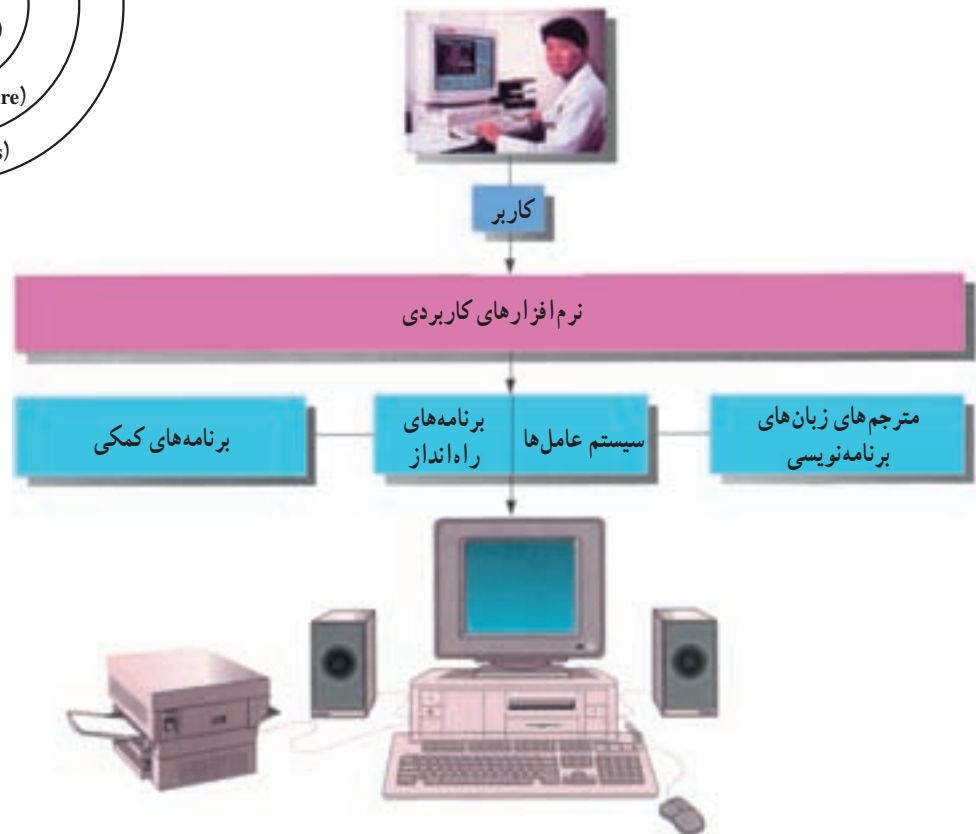 re)
s)
کاربر
نرم‌افزارهای کاربردی
مترجم‌های زبان‌های
برنامه‌نویسی
سیستم عامل‌ها
برنامه‌های
راه‌انداز
برنامه‌های کمکی